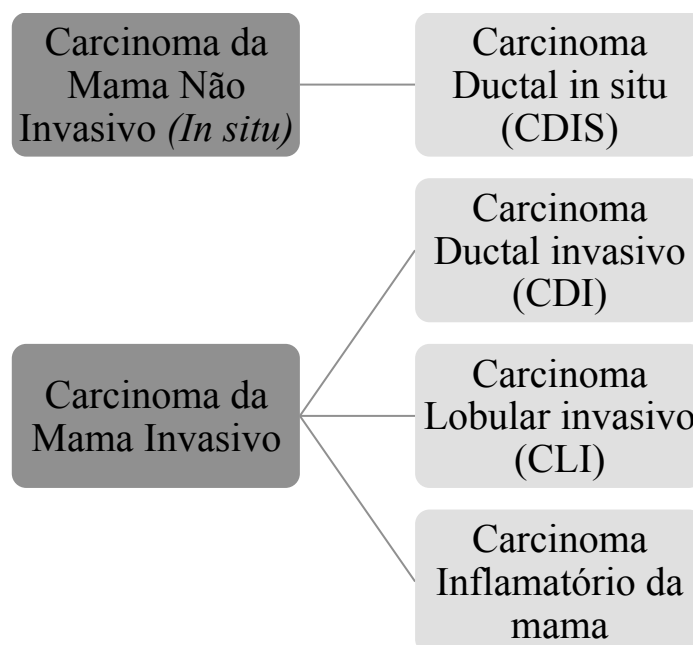 Carcinoma da
Mama Não
Invasivo (In situ)
Carcinoma
Ductal in situ
(CDIS)
Carcinoma da
Mama Invasivo
Carcinoma
Ductal invasivo
(CDI)
Carcinoma
Lobular invasivo
(CLI)
Carcinoma
Inflamatório da
mama